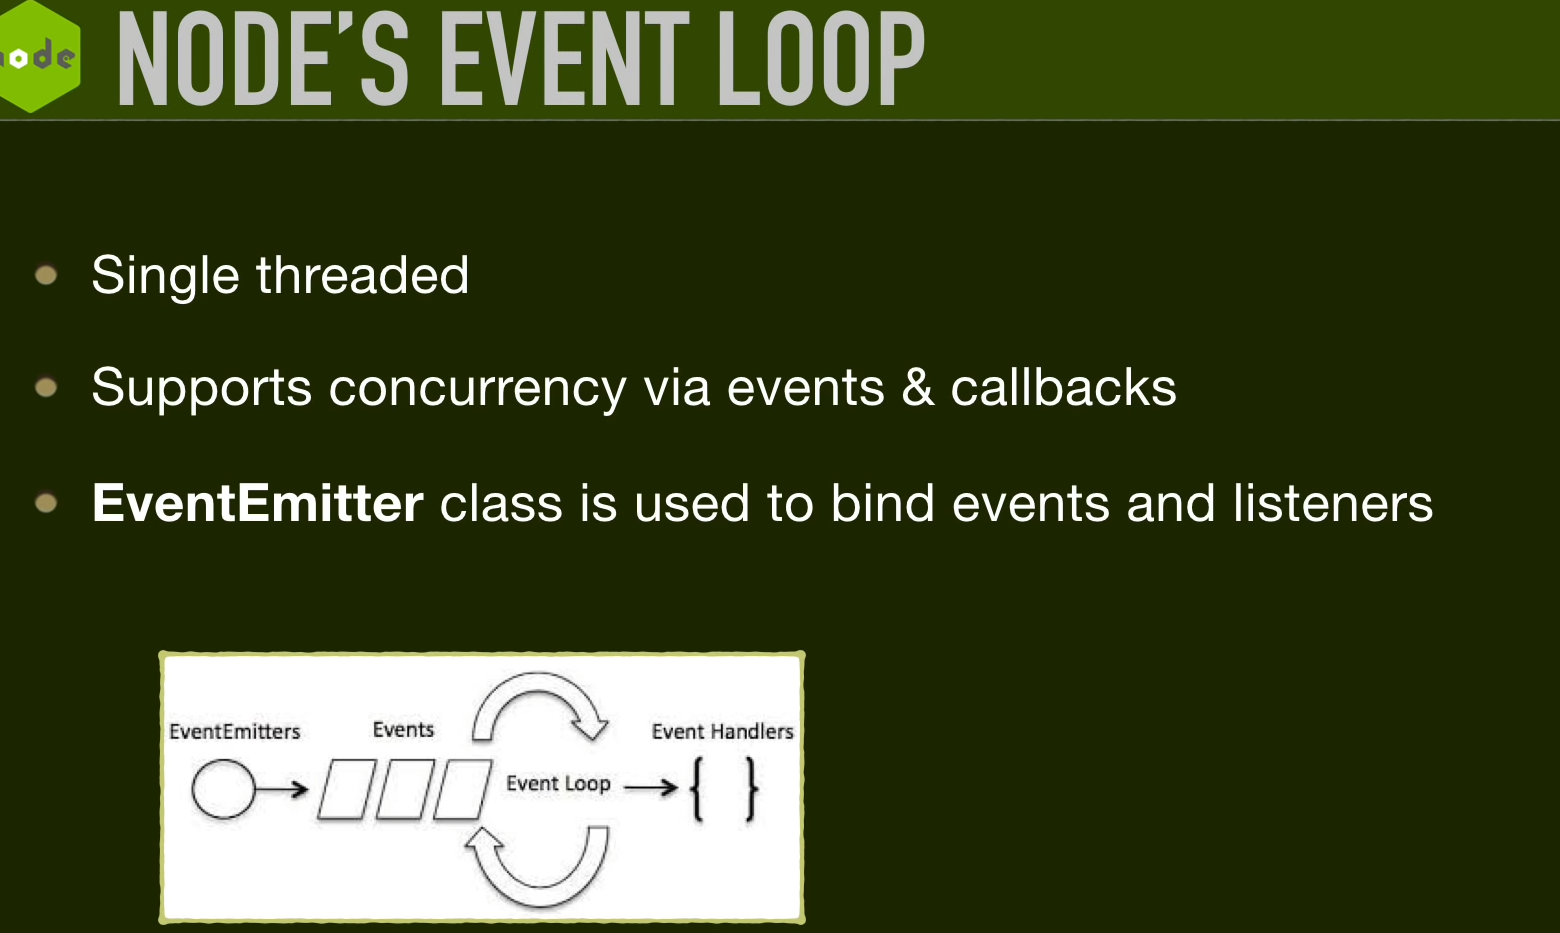 node
NODE’S EVENT LOOP
Single threaded
Supports concurrency via events & callbacks
EventEmitter class is used to bind events and listeners
EventEmitters
Events
Event Handlers
Event Loop
{ }